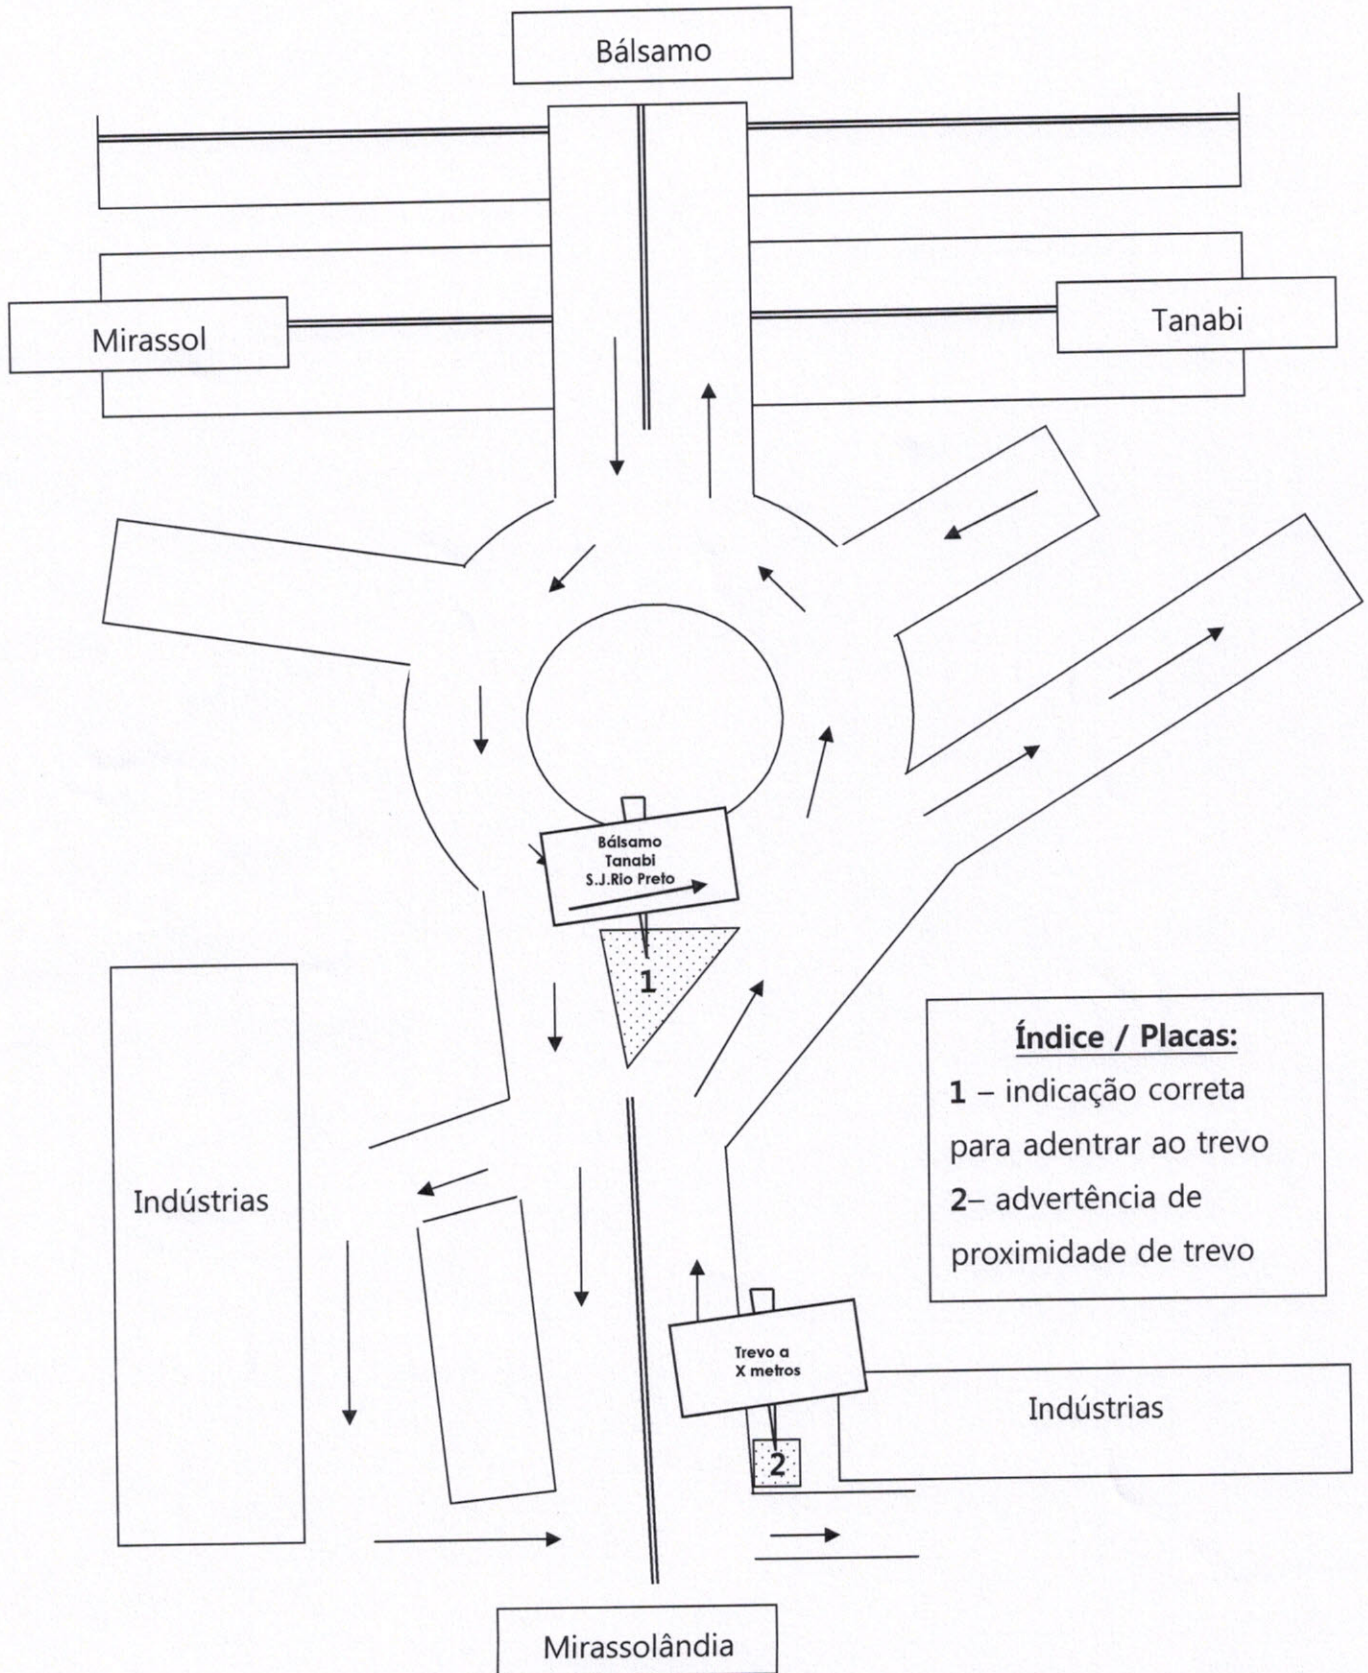 Bálsamo
Mirassol
Tanabi
Bálsamo
Tanabi
S.J.Rio Preto
1
Índice / Placas:
1 – indicação correta
para adentrar ao trevo
2– advertência de
proximidade de trevo
Indústrias
Trevo a
X metros
Indústrias
2
Mirassolândia